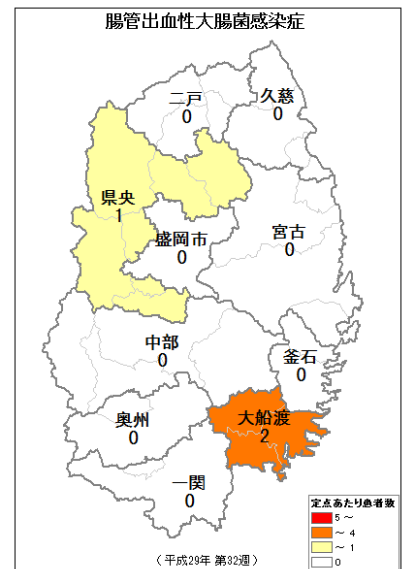 腸管出血性大腸菌感染症
二戸
0
久慈
0
県央
1
盛岡市
0
宮古
0
中部
0
釜石
0
奥州
0
大船渡
2
一関
0
定点あたり患者数
5 ~
~ 4
~ 1
0
(平成29年 第32週)